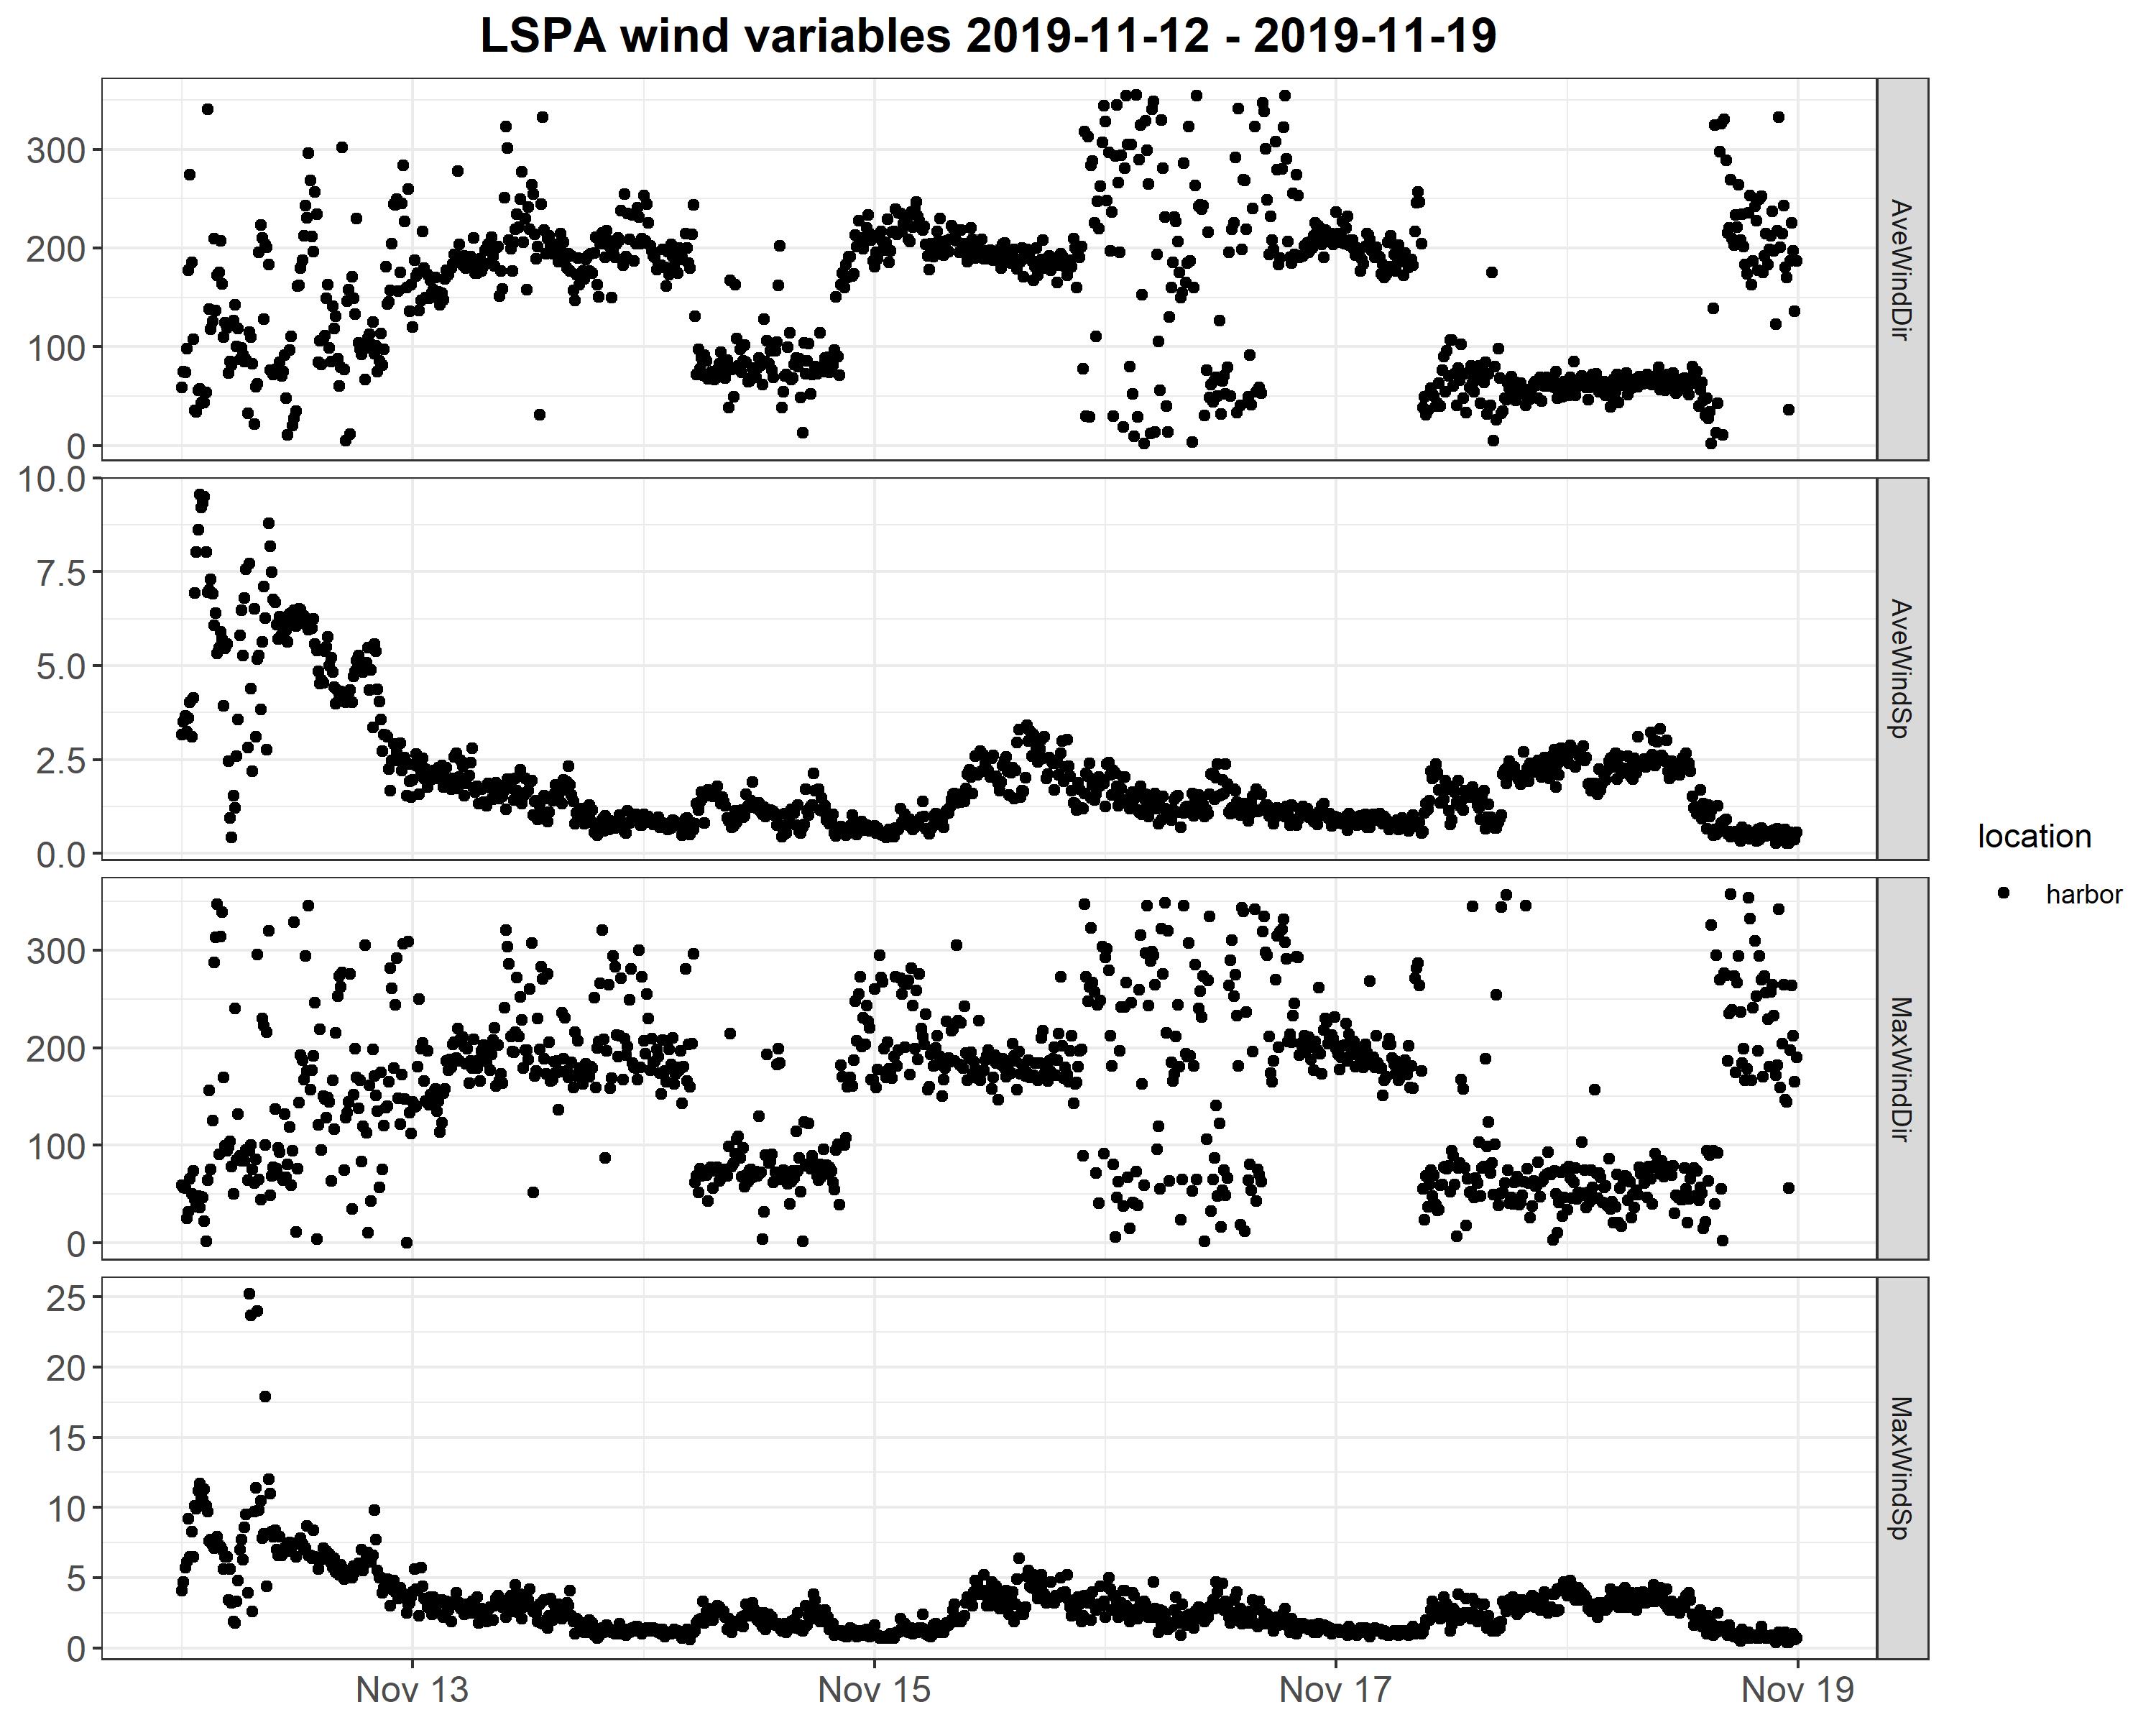 LSPA wind variables 2019-11-12 - 2019-11-19
300
200
100
0
AveWindDir
10.0
7.5
5.0
2.5
0.0
AveWindSp
location
harbor
300
200
100
0
MaxWindDir
25
20
15
10
5
0
MaxWindSp
Nov 13 Nov 15 Nov 17 Nov 19